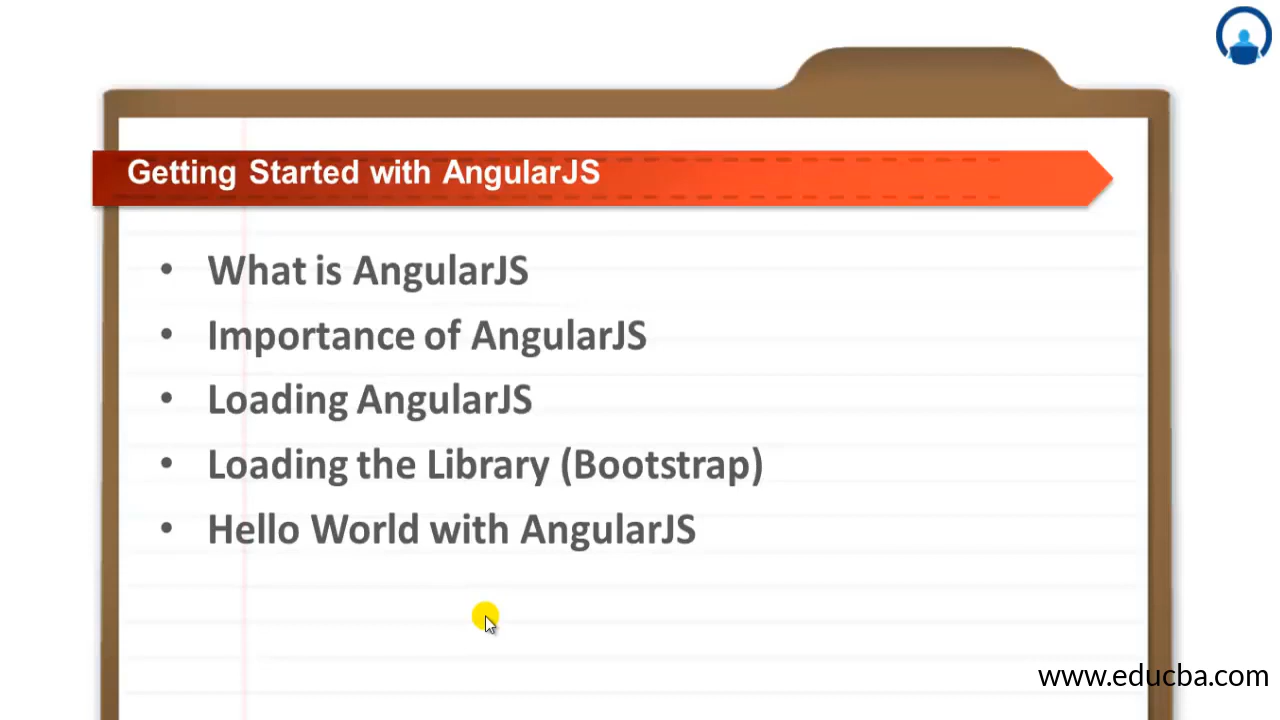 Getting Started with AngularJS
• What is AngularJS
• Importance of AngularJS
• Loading AngularJS
• Loading the Library (Bootstrap)
• Hello World with AngularJS
www.educba.com